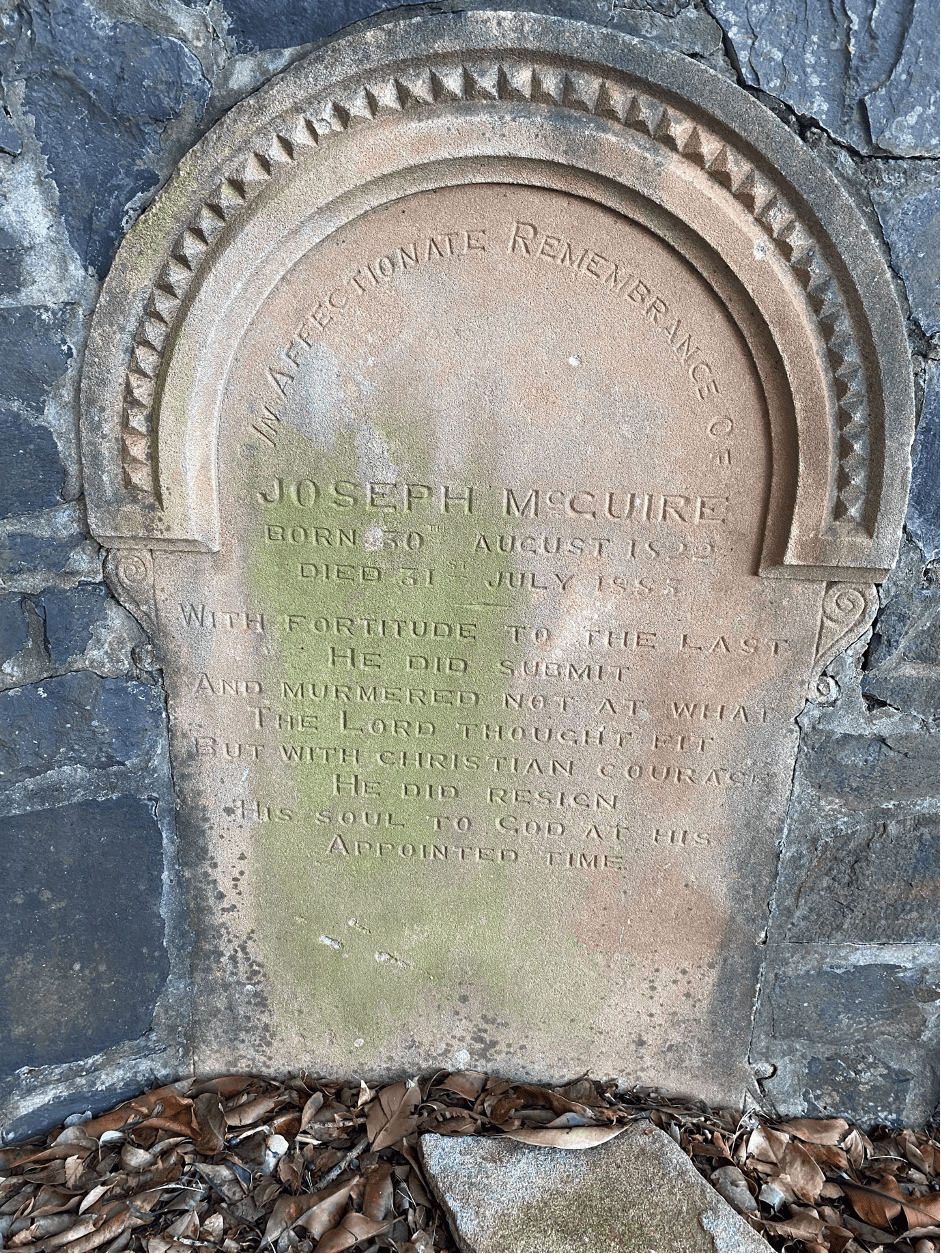 IN AFFECTIONATE REMEMBRANCE OF
JOSEPH McGUIRE
BORN 30TH AUGUST 1822
DIED 31ST JULY 1883
WITH FORTITUDE TO THE LAST
HE DID SUBMIT
AND MURMERED NOT AT WHAT
THE LORD THOUGHT FIT
BUT WITH CHRISTIAN COURAGE
HE DID RESIGN
HIS SOUL TO GOD AT HIS
APPOINTED TIME